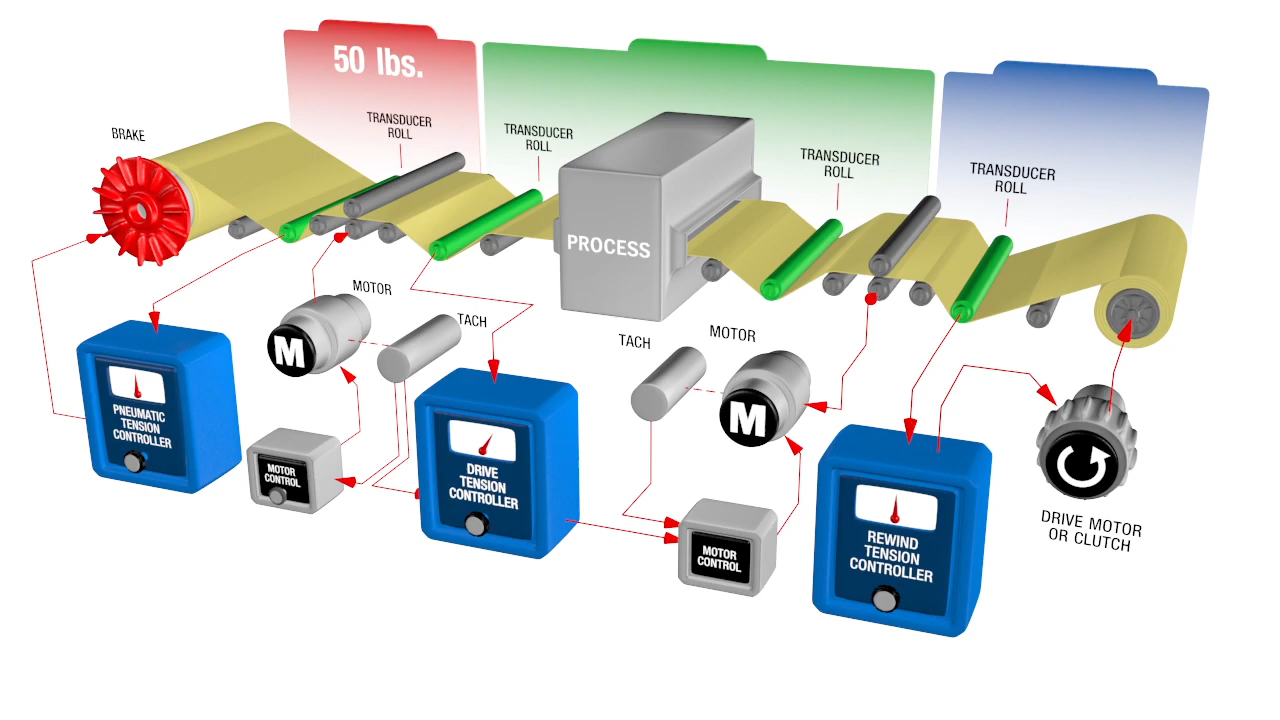 50 lbs.
BRAKE
TRANSDUCER
ROLL
TRANSDUCER
ROLL
TRANSDUCER
ROLL
TRANSDUCER
ROLL
PROCESS
MOTOR
TACH
M
TACH
MOTOR
M
PNEUMATIC
TENSION
CONTROLLER
MOTOR
CONTROL
DRIVE
TENSION
CONTROLLER
MOTOR
CONTROL
REWIND
TENSION
CONTROLLER
DRIVE MOTOR
OR CLUTCH